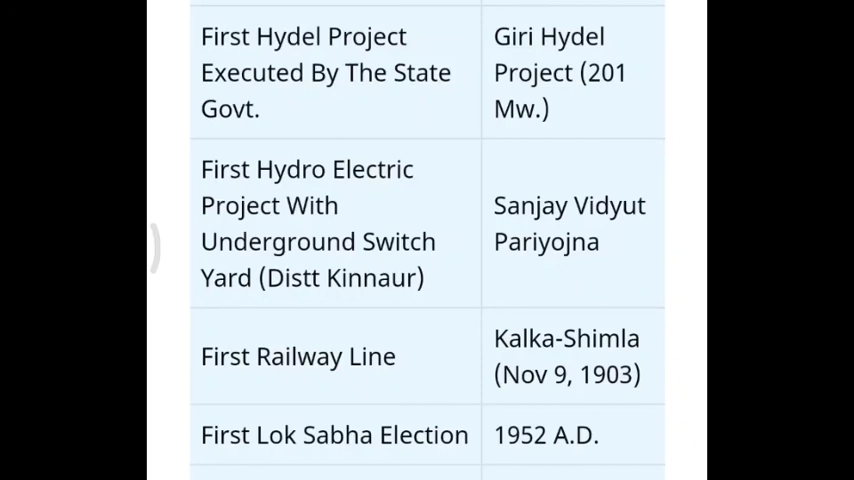 First Hydel Project
Executed By The State
Govt.
Giri Hydel
Project (201
Mw.)
First Hydro Electric
Project With
Underground Switch
Yard (Distt Kinnaur)
Sanjay Vidyut
Pariyojna
First Railway Line
Kalka-Shimla
(Nov 9, 1903)
First Lok Sabha Election
1952 A.D.